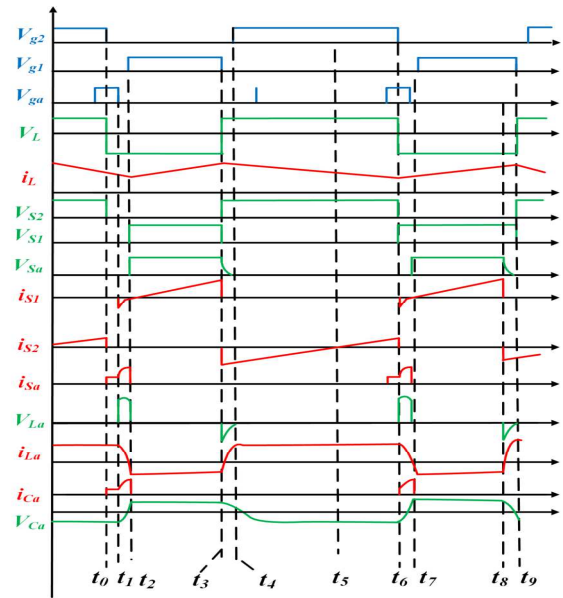 Vg2
Vg1
Vga
VL
iL
VS2
VS1
VSa
iS1
iS2
iSa
VLa
iLa
iCa
VCa
t0 t1 t2 t3 t4 t5 t6 t7 t8 t9